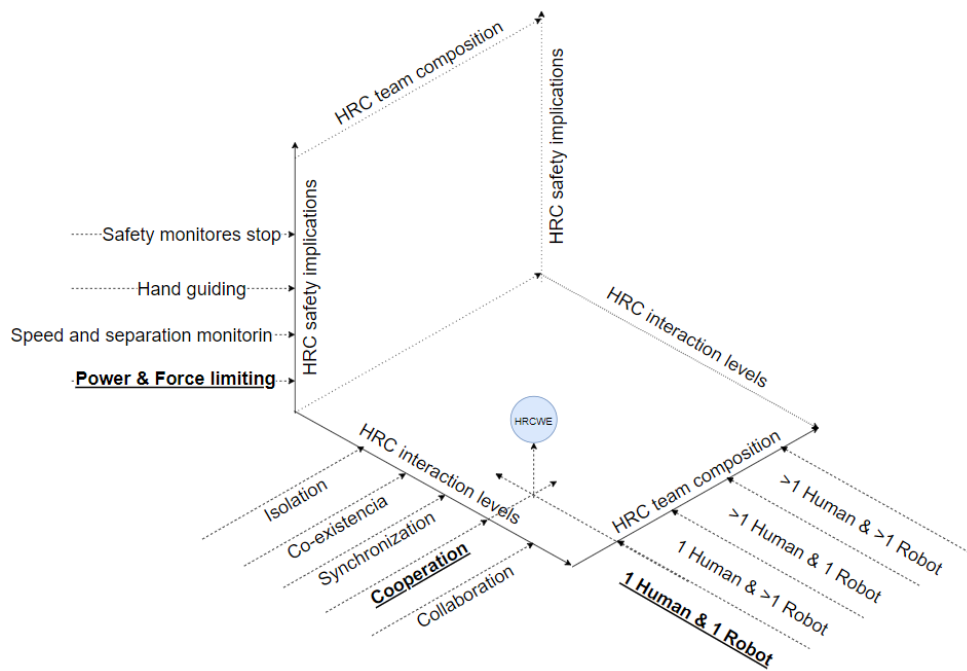 HRC team composition
HRC safety implications
HRC safety implications
Safety monitores stop
Hand guiding
Speed and separation monitorin
Power & Force limiting
HRC interaction levels
HRCWE
HRC interaction levels
HRC team composition
Isolation
Co-existencia
Synchronization
Cooperation
Collaboration
>1 Human & >1 Robot
>1 Human & 1 Robot
1 Human & >1 Robot
1 Human & 1 Robot